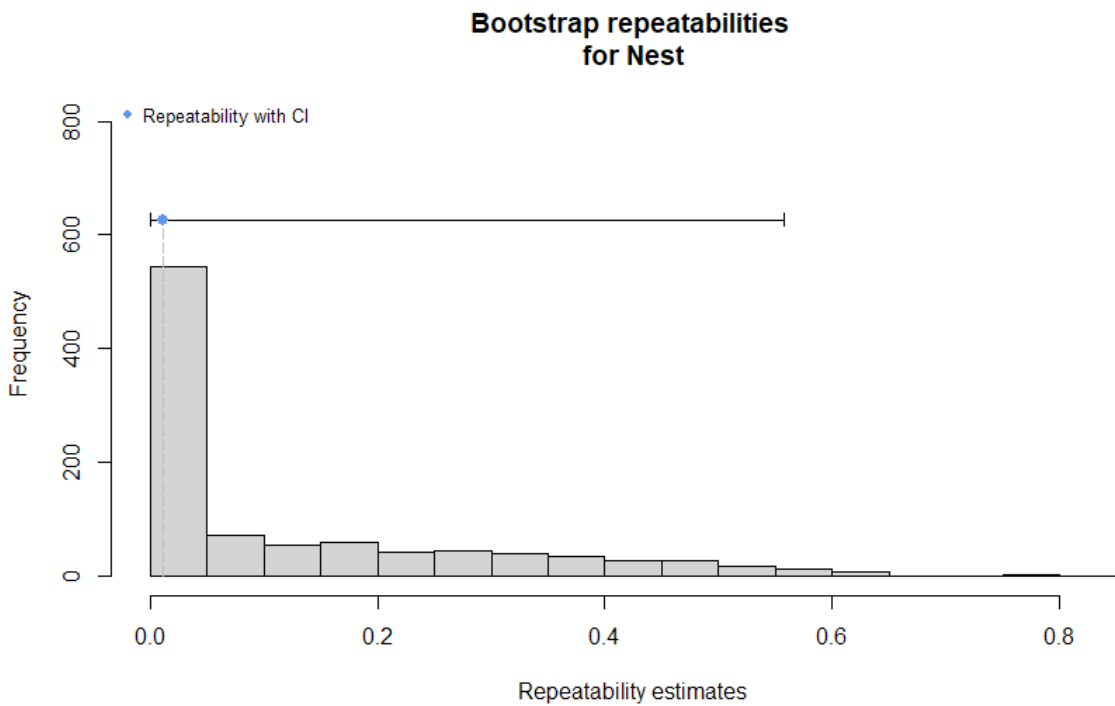 Bootstrap repeatabilities
for Nest
Repeatability with CI
800
600
400
200
0
Frequency
0.0 0.2 0.4 0.6 0.8
Repeatability estimates